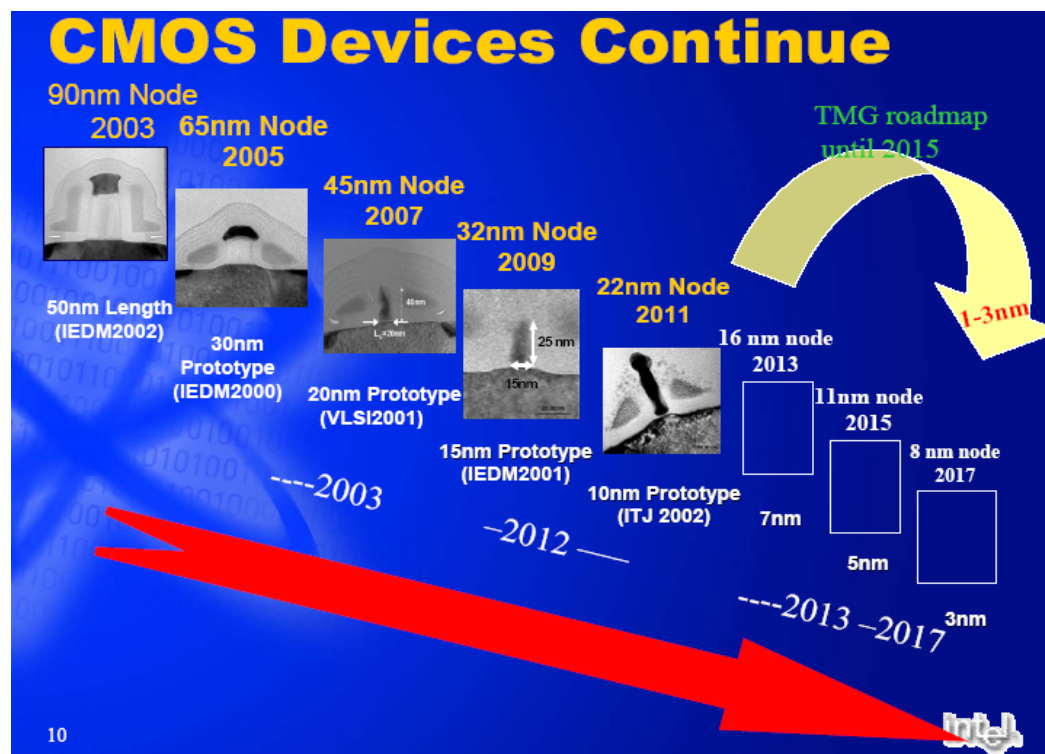 CMOS Devices Continue
90nm Node
2003
65nm Node
2005
45nm Node
2007
32nm Node
2009
22nm Node
2011
TMG roadmap
until 2015
1-3nm
16 nm node
2013
11nm node
2015
8 nm node
2017
40nm
25 nm
15nm
50nm Length
(IEDM2002)
30nm
Prototype
(IEDM2000)
20nm Prototype
(VLSI2001)
15nm Prototype
(IEDM2001)
10nm Prototype
(ITJ 2002)
7nm
5nm
3nm
----2003
–2012 ––
----2013 –2017
10
intel